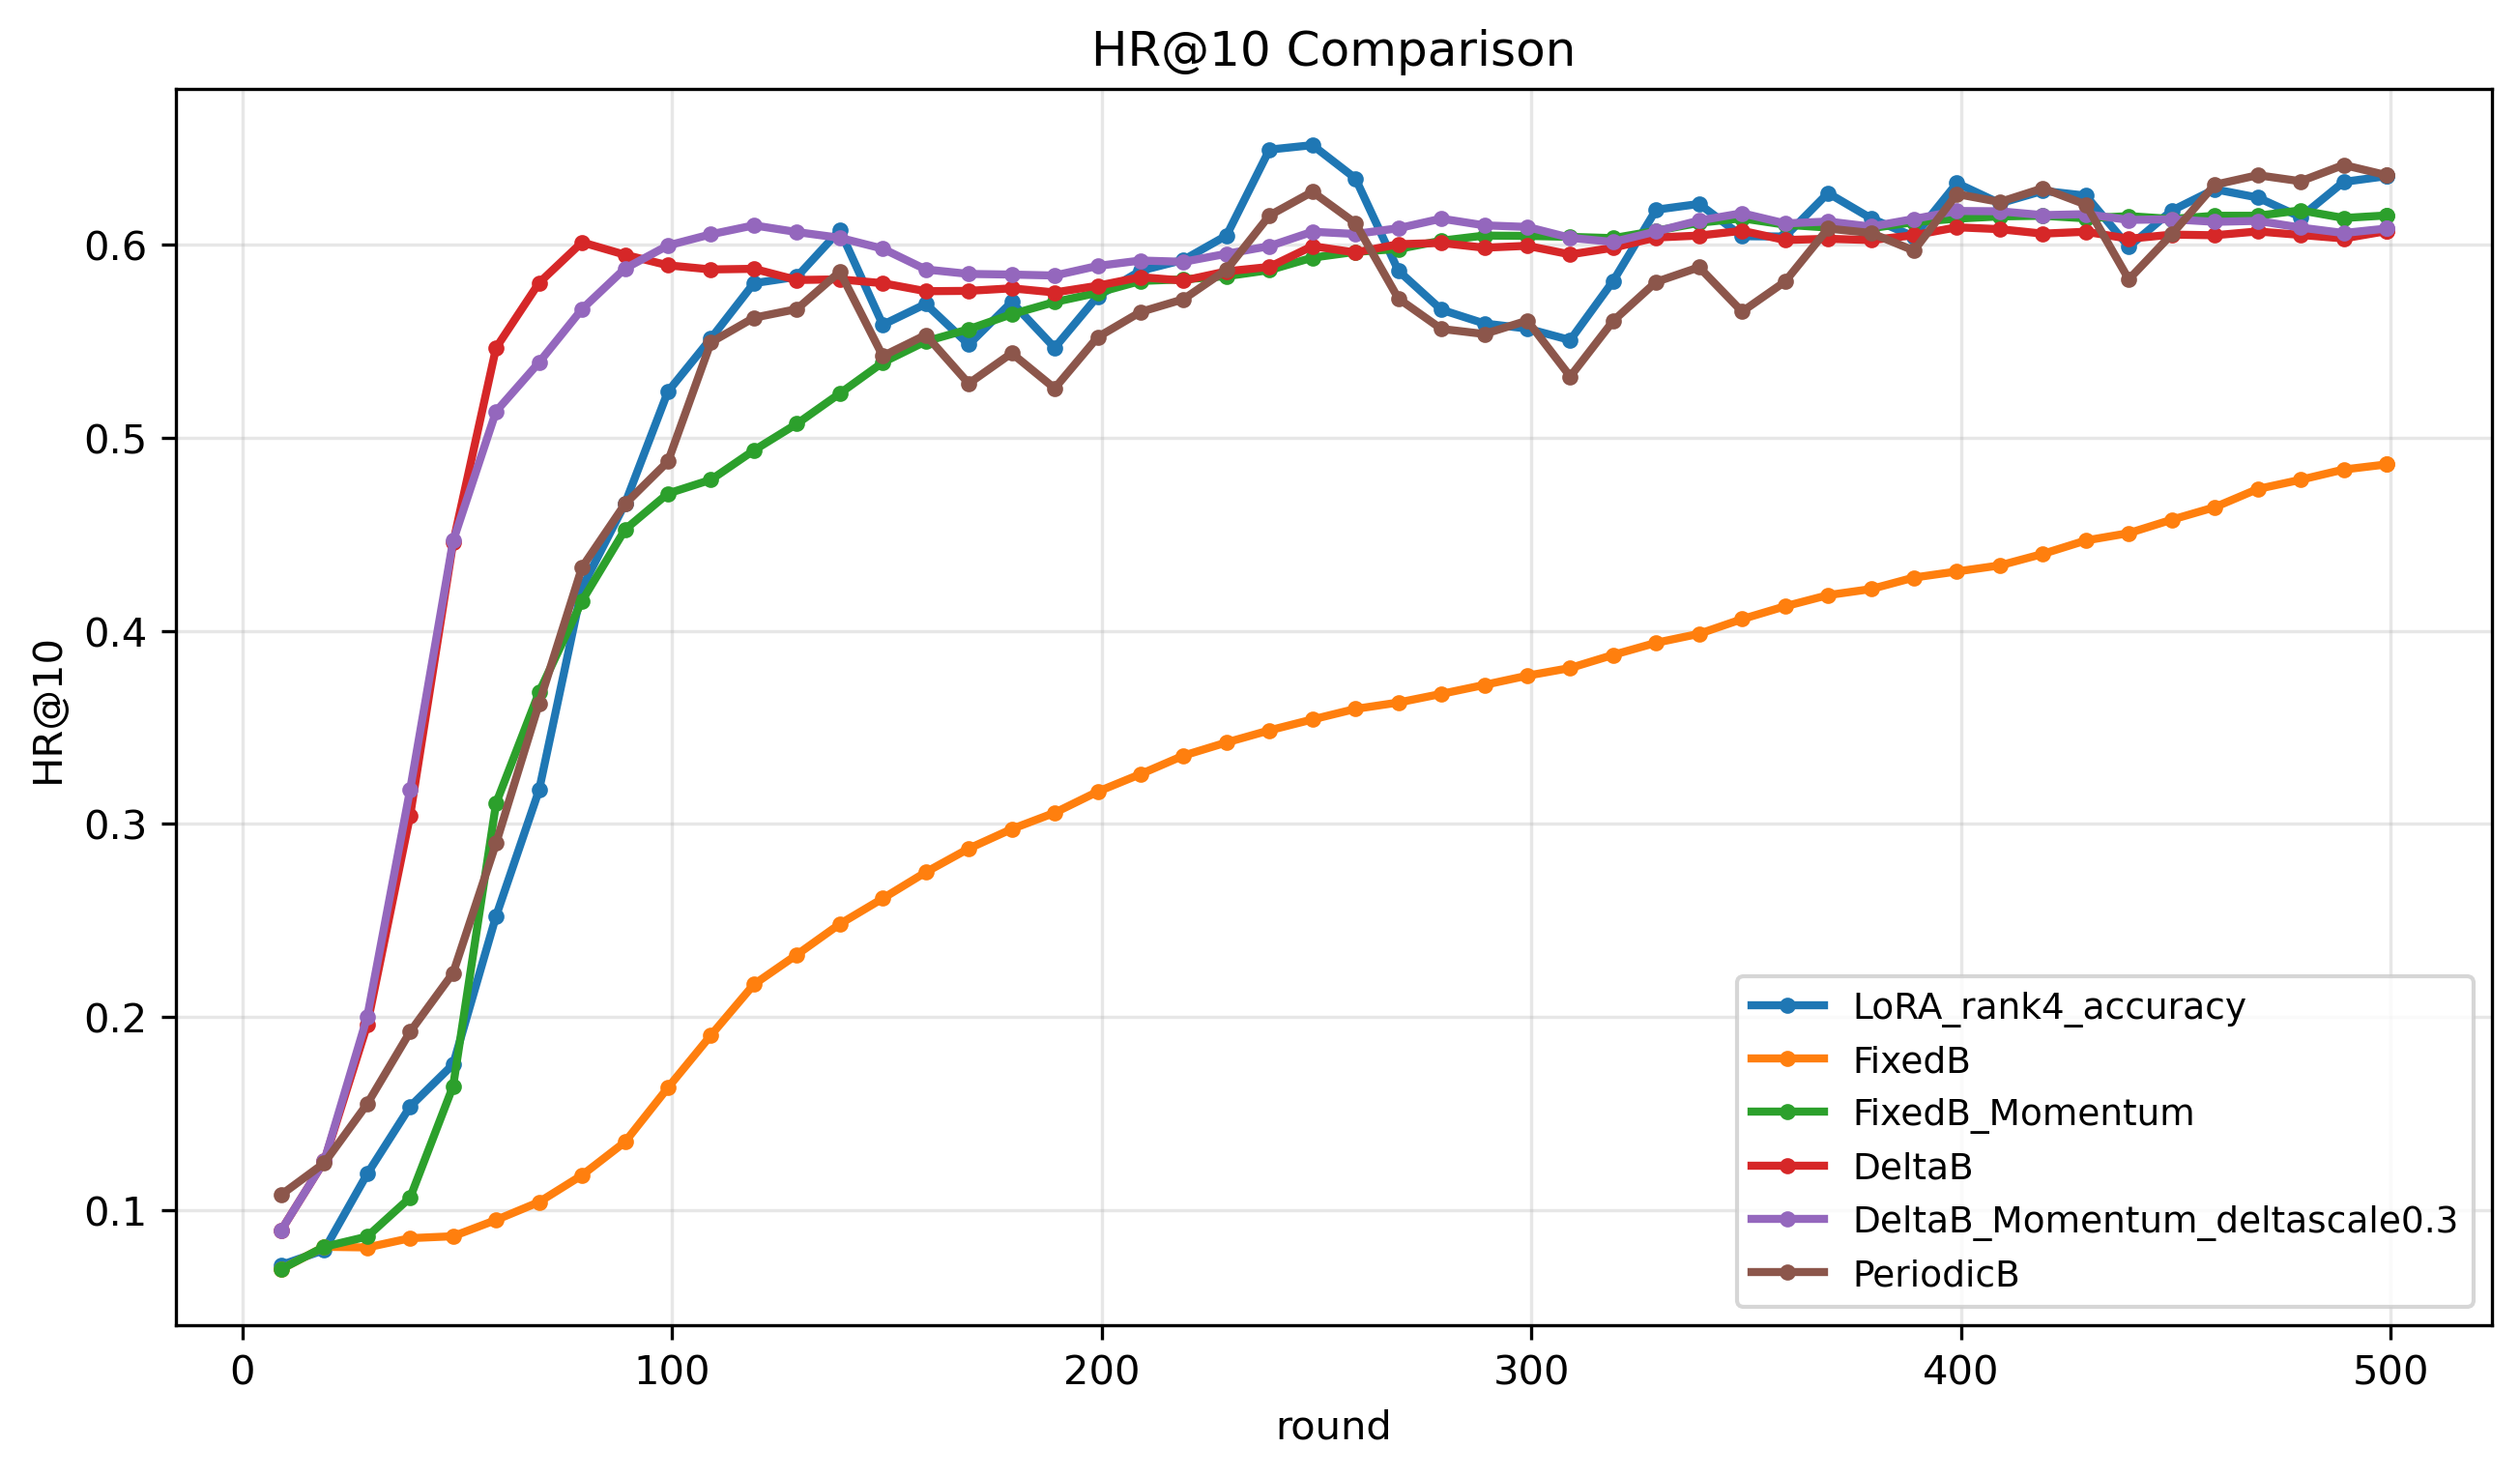 HR@10 Comparison
0.6
0.5
0.4
0.3
0.2
0.1
HR@10
0 100 200 300 400 500
round
LoRA_rank4_accuracy
FixedB
FixedB_Momentum
DeltaB
DeltaB_Momentum_deltascale0.3
PeriodicB